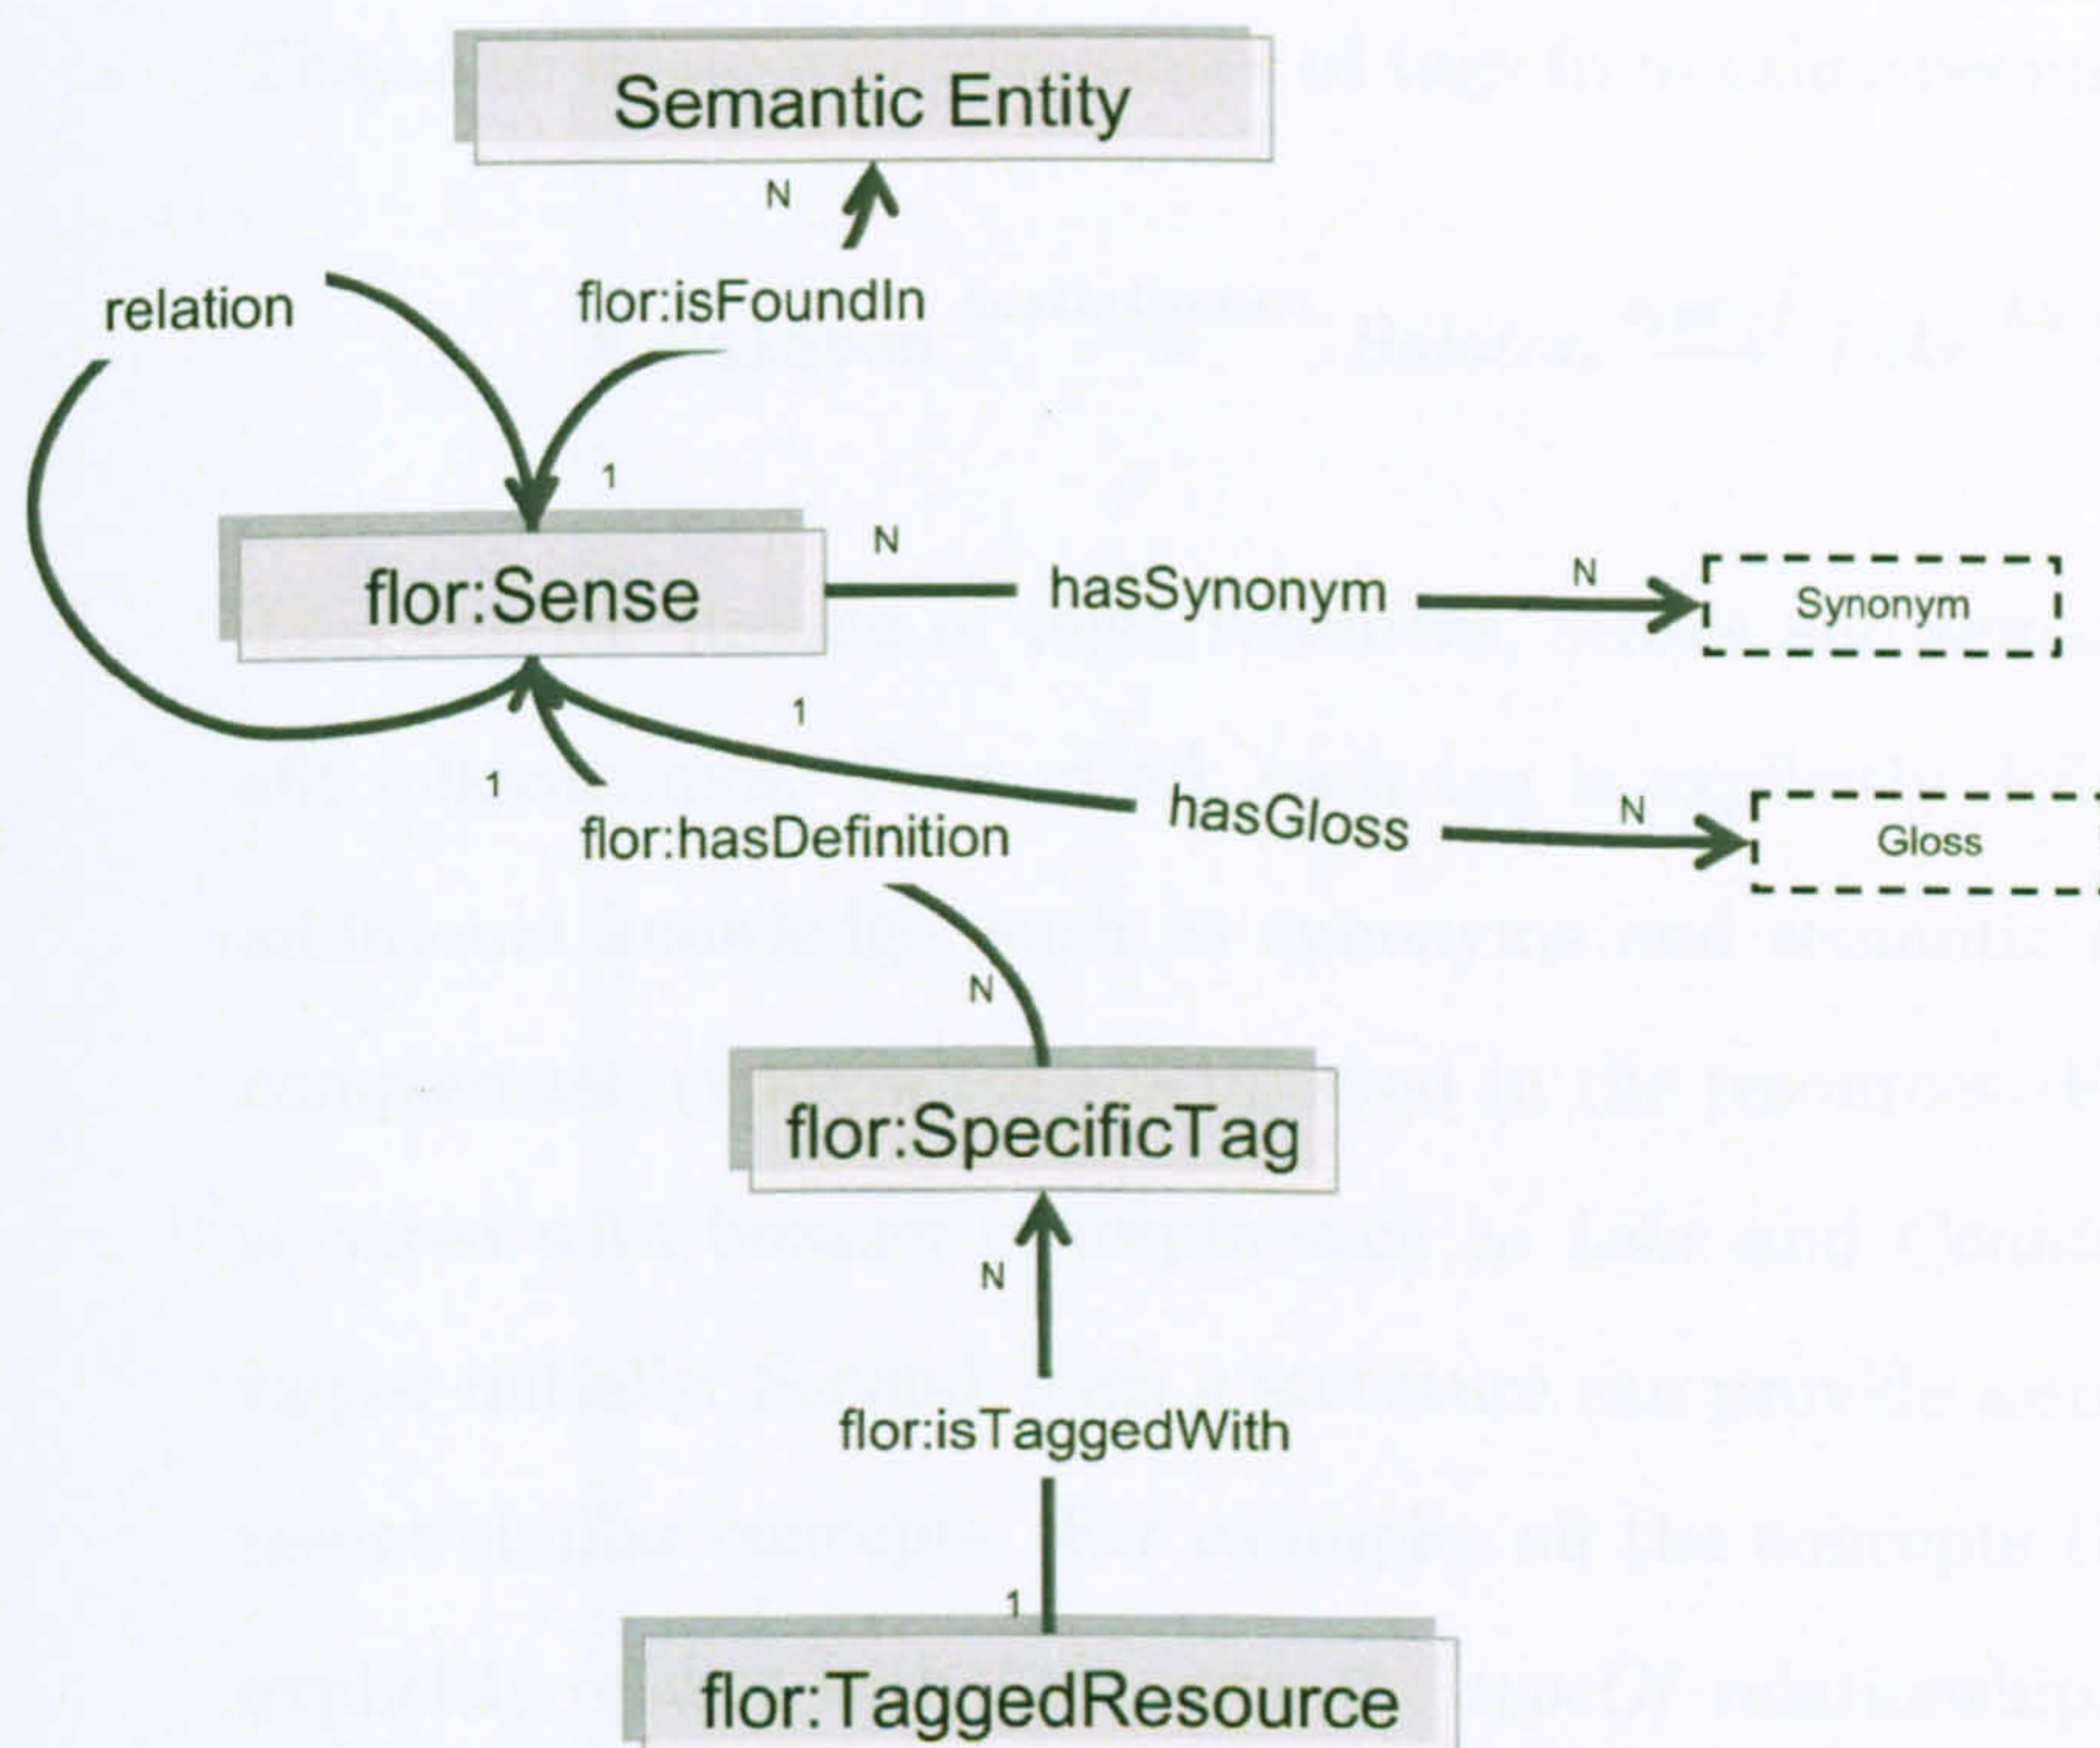 Semantic Entity
N
relation
flor:isFoundIn
1
flor:Sense
N
hasSynonym
N
Synonym
1
1
flor:hasDefinition
hasGloss
N
Gloss
N
flor:SpecificTag
N
flor:isTaggedWith
1
flor:TaggedResource